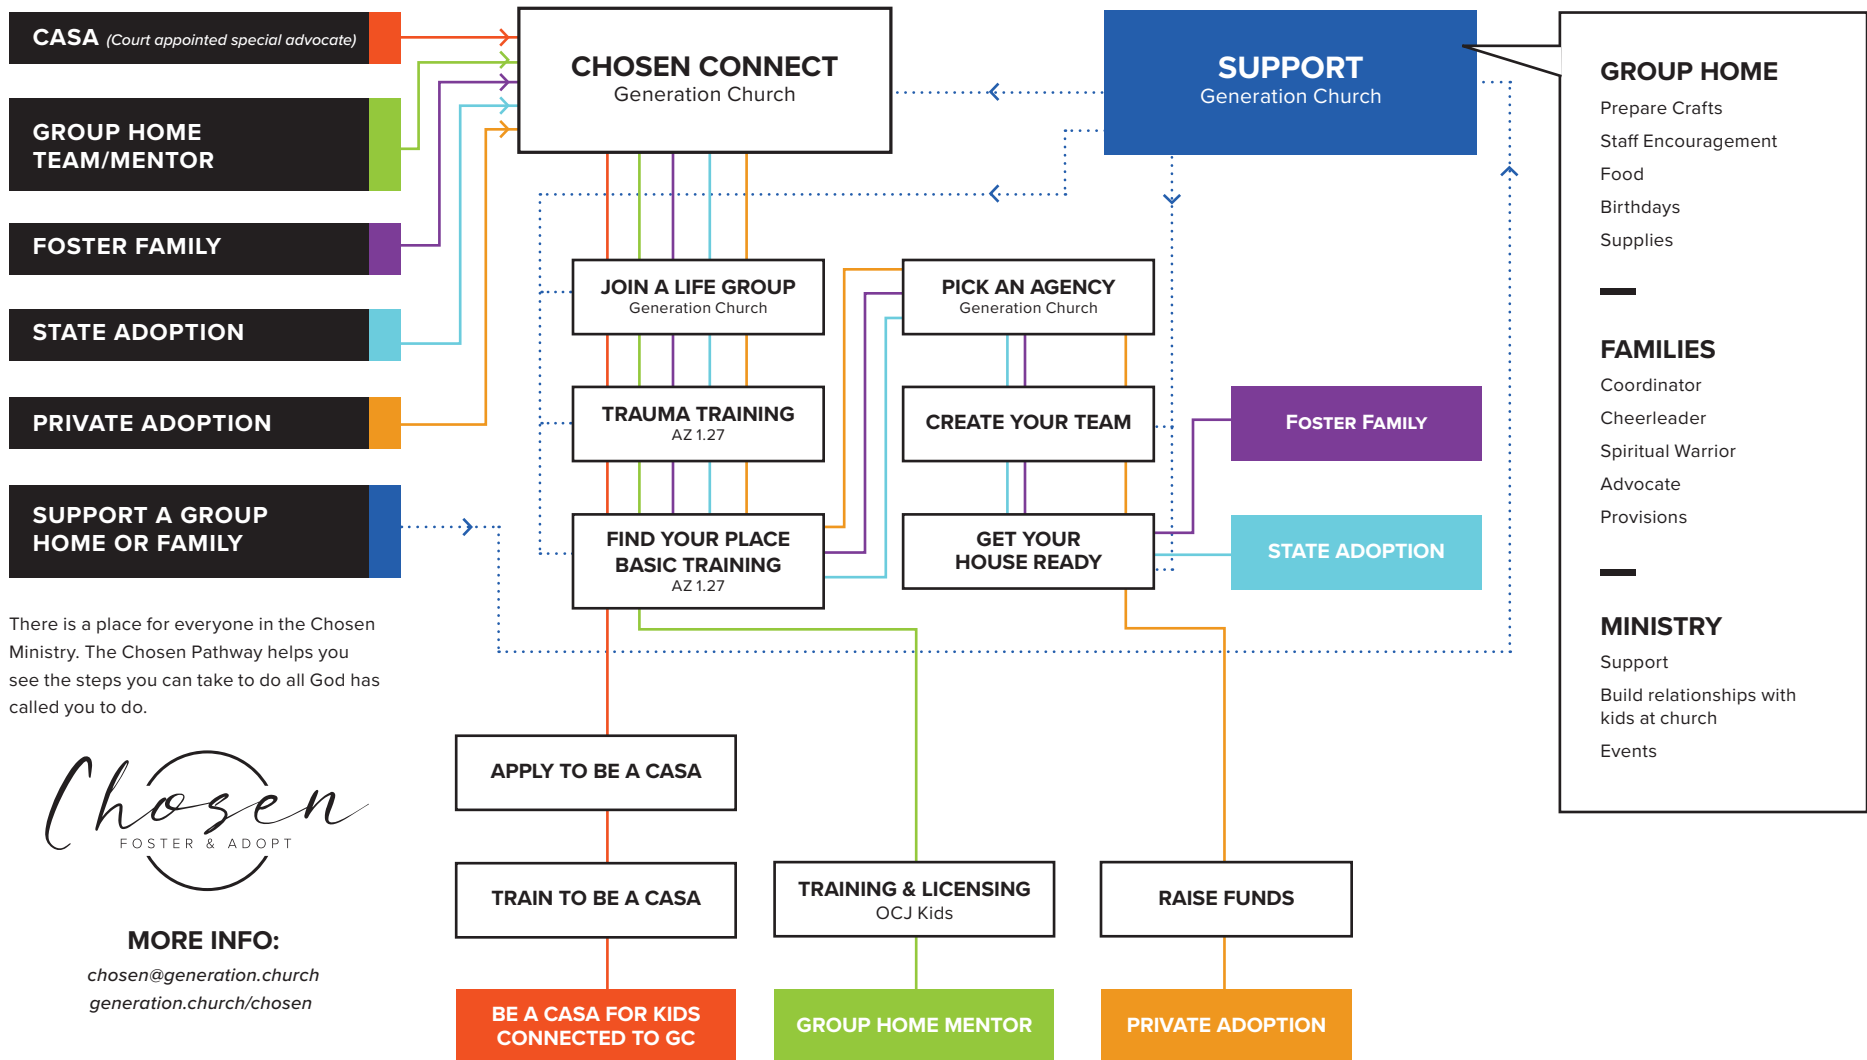 CASA (Court appointed special advocate)
GROUP HOME
TEAM/MENTOR
FOSTER FAMILY
STATE ADOPTION
PRIVATE ADOPTION
SUPPORT A GROUP
HOME OR FAMILY
There is a place for everyone in the Chosen
Ministry. The Chosen Pathway helps you
see the steps you can take to do all God has
called you to do.
Chosen
FOSTER & ADOPT
MORE INFO:
chosen@generation.church
generation.church/chosen
CHOSEN CONNECT
Generation Church
SUPPORT
Generation Church
JOIN A LIFE GROUP
Generation Church
TRAUMA TRAINING
AZ 1.27
FIND YOUR PLACE
BASIC TRAINING
AZ 1.27
PICK AN AGENCY
Generation Church
CREATE YOUR TEAM
GET YOUR
HOUSE READY
FOSTER FAMILY
STATE ADOPTION
APPLY TO BE A CASA
TRAIN TO BE A CASA
BE A CASA FOR KIDS
CONNECTED TO GC
TRAINING & LICENSING
OCJ Kids
GROUP HOME MENTOR
RAISE FUNDS
PRIVATE ADOPTION
GROUP HOME
Prepare Crafts
Staff Encouragement
Food
Birthdays
Supplies
FAMILIES
Coordinator
Cheerleader
Spiritual Warrior
Advocate
Provisions
MINISTRY
Support
Build relationships with
kids at church
Events